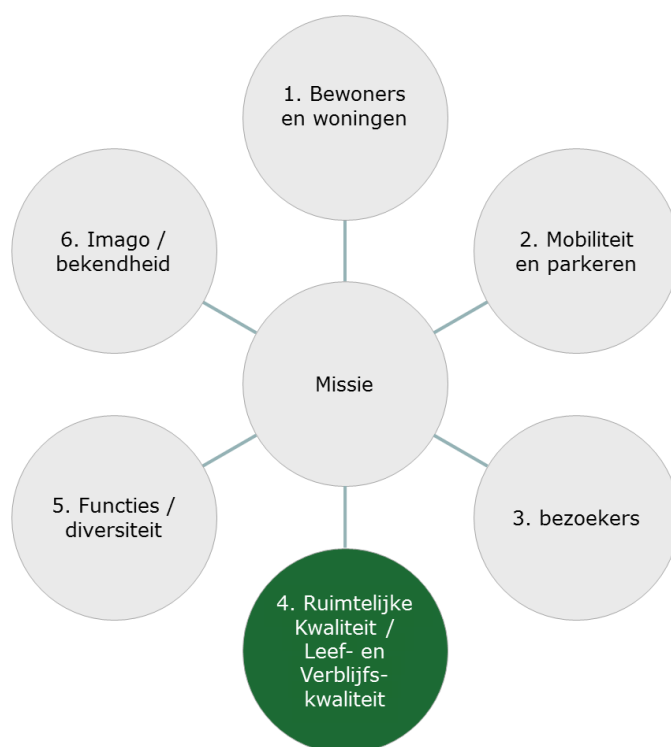 1. Bewoners
en woningen
6. Imago /
bekendheid
2. Mobiliteit
en parkeren
Missie
5. Functies /
diversiteit
3. bezoekers
4. Ruimtelijke
Kwaliteit /
Leef- en
Verblijfs-
kwaliteit